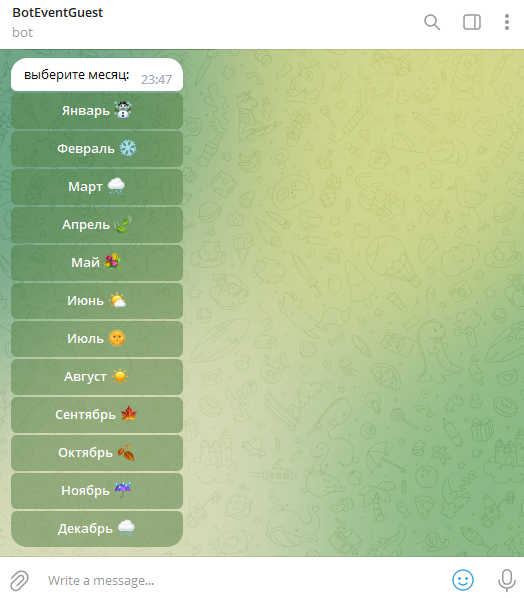 BotEventGuest
bot
выберите месяц: 23:47
Январь ☃️
Февраль ❄️
Март 🌧️
Апрель 🌿
Май 💐
Июнь 🌤️
Июль 🌞
Август ☀️
Сентябрь 🍁
Октябрь 🍂
Ноябрь ☔
Декабрь 🌨️
Write a message...